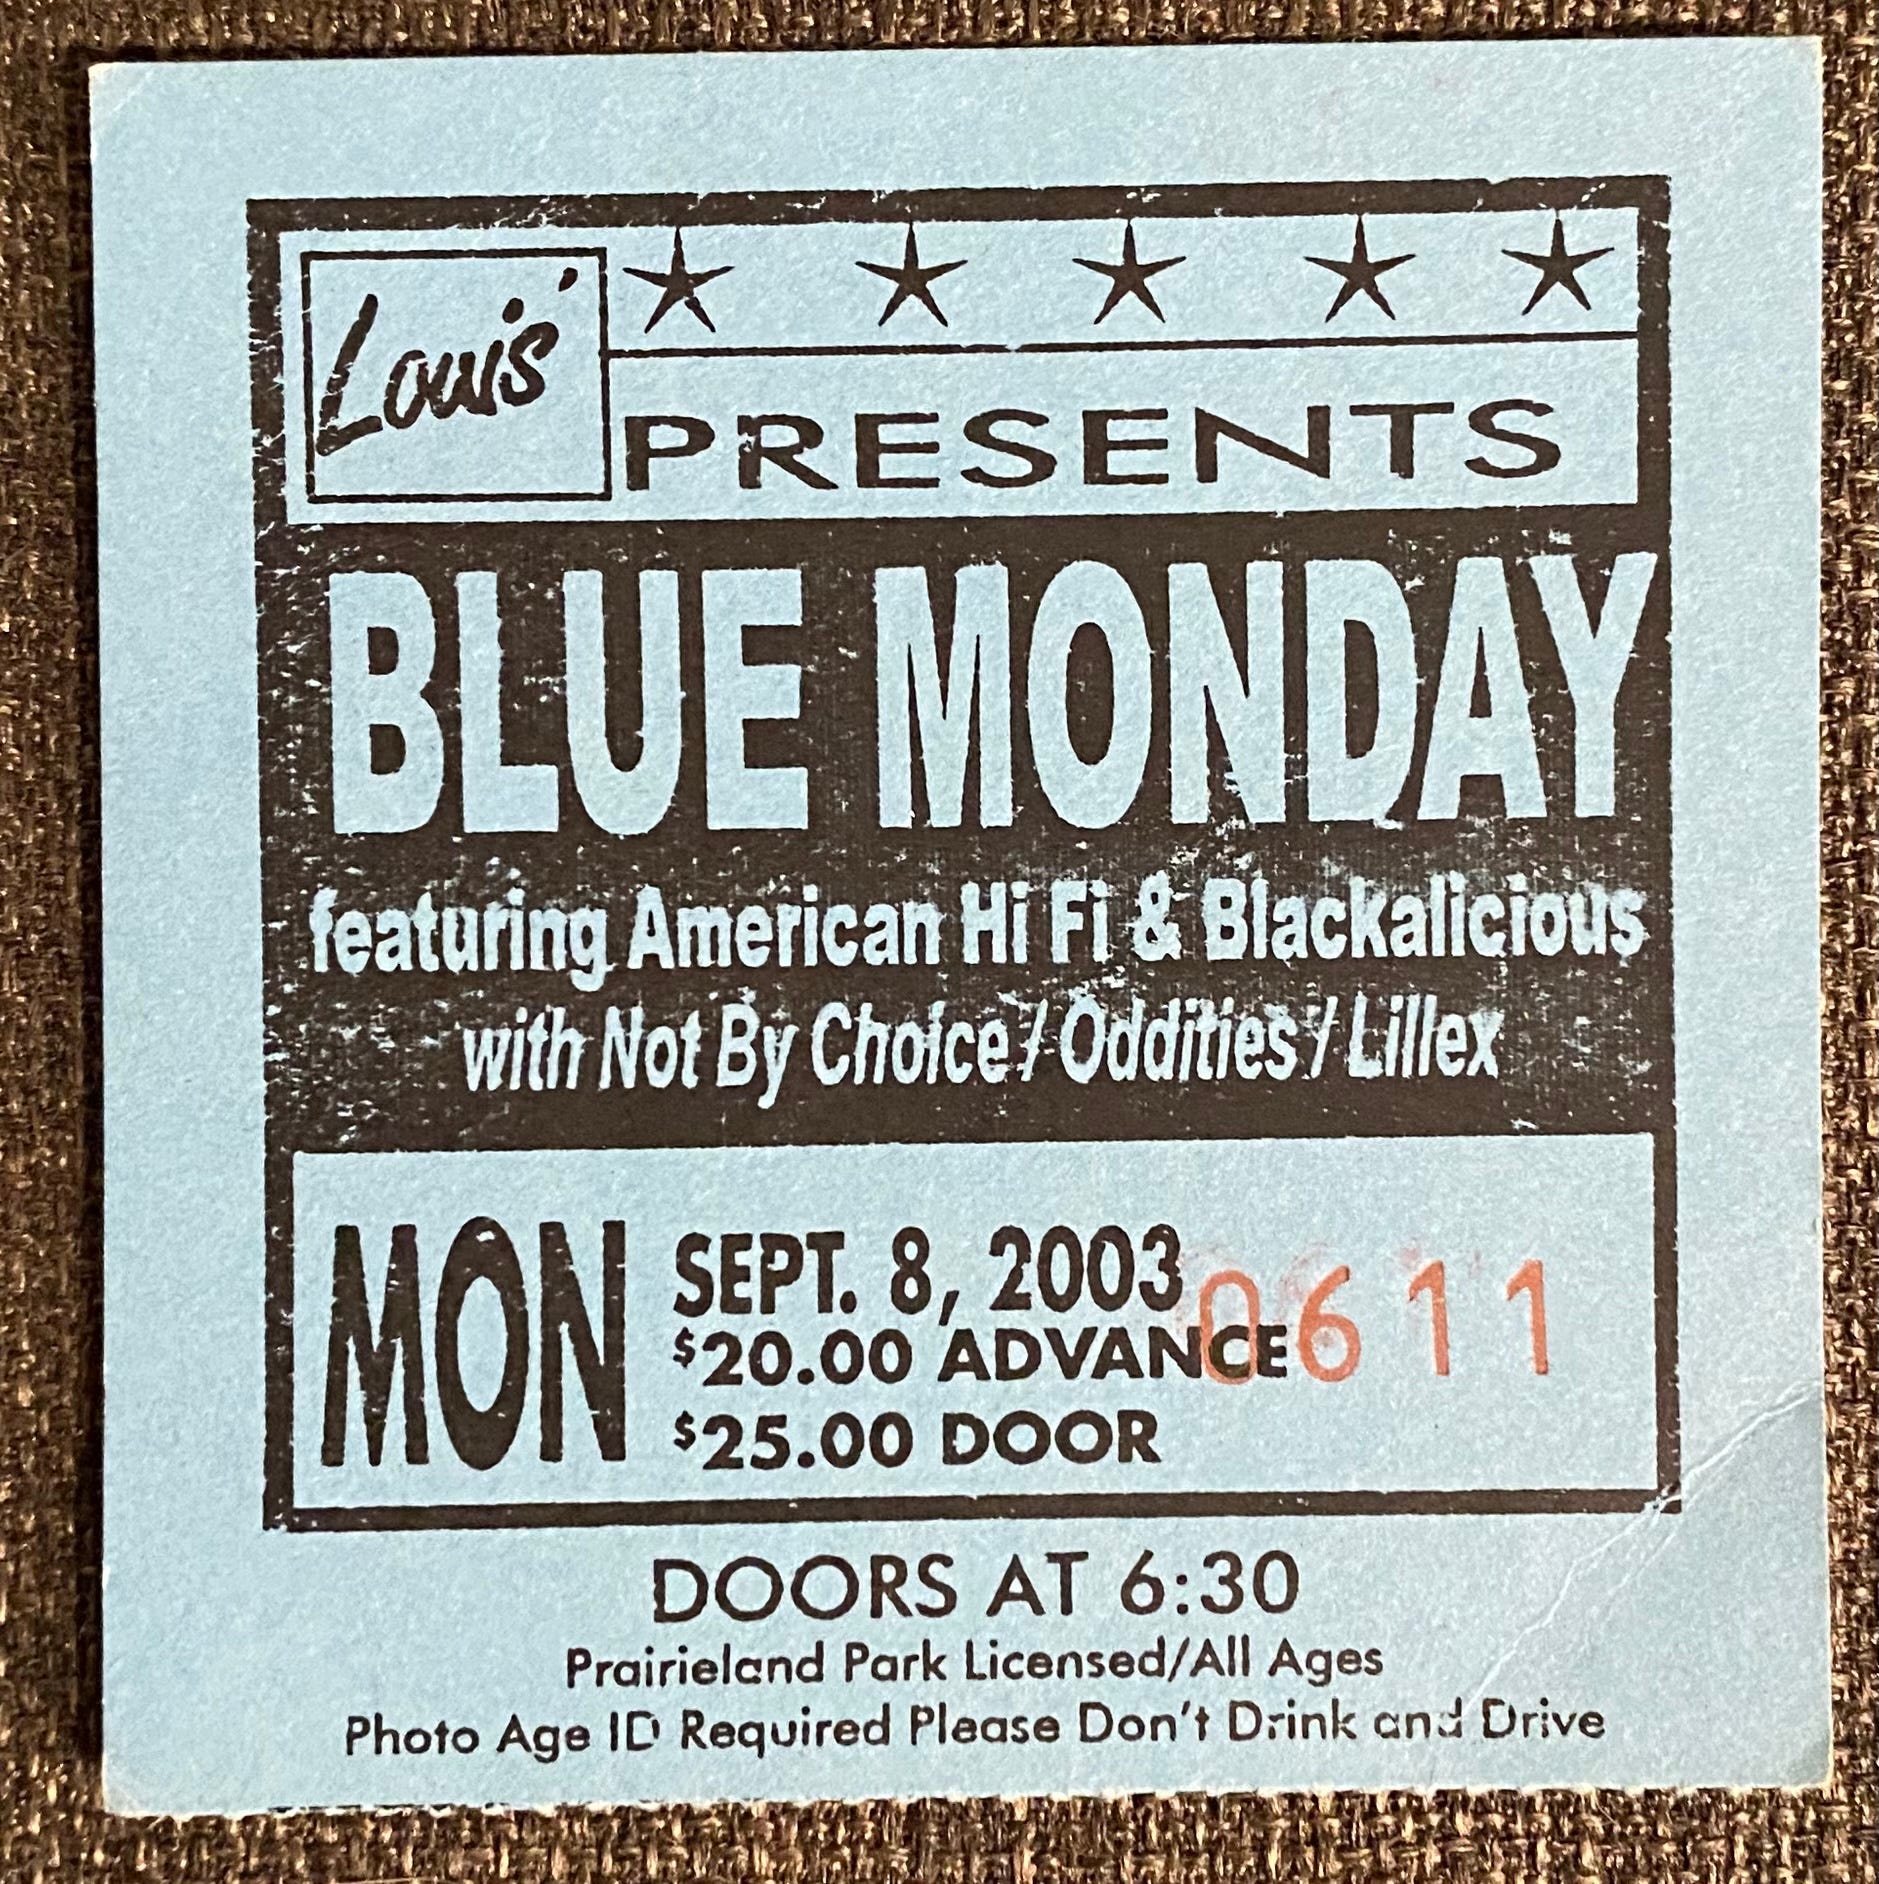 Louis'
PRESENTS
BLUE MONDAY
featuring American Hi Fi & Blackalicious
with Not By Choice / Oddities / Lillex
MON
SEPT. 8, 2003
$20.00 ADVANCE
0611
$25.00 DOOR
DOORS AT 6:30
Prairieland Park Licensed/All Ages
Photo Age ID Required Please Don't Drink and Drive